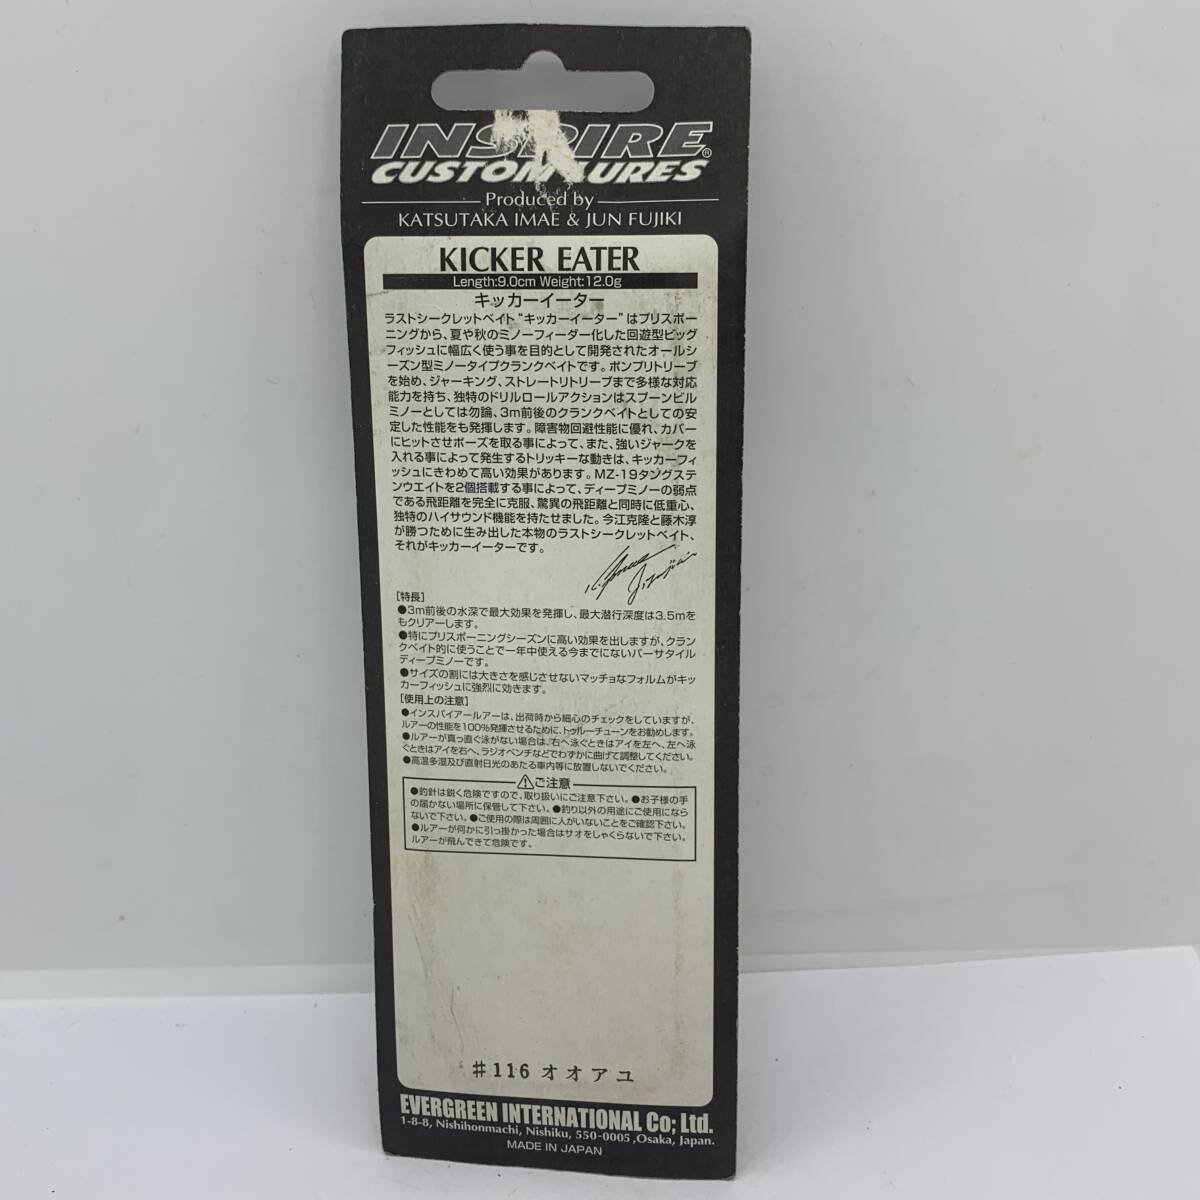 INSPIRE®
CUSTOM LURES
Produced by
KATSUTAKA IMAE & JUN FUJIKI
KICKER EATER
Length:9.0cm Weight:12.0g
キッカーイーター
ラストシークレットベイト“キッカーイーター”はプリスポー
ニングから、夏や秋のミノーフィーダー化した回遊型ビッグ
フィッシュに幅広く使う事を目的として開発されたオールシ
ーズン型ミノータイプクランクベイトです。ポンプリトリーブ
を始め、ジャーキング、ストレートリトリーブまで多様な対応
能力を持ち、独特のドリルロールアクションはスプーンビル
ミノーとしては勿論、3m前後のクランクベイトとしての安
定した性能をも発揮します。障害物回避性能に優れ、カバー
にヒットさせポーズを取る事によって、また、強いジャークを
入れる事によって発生するトリッキーな動きは、キッカーフィ
ッシュにきわめて高い効果があります。MZ-19タングステ
ンウエイトを2個搭載する事によって、ディープミノーの弱点
である飛距離を完全に克服、驚異の飛距離と同時に低重心、
独特のハイサウンド機能を持たせました。今江克隆と藤木淳
が勝つために生み出した本物のラストシークレットベイト、
それがキッカーイーターです。
[特長]
●3m前後の水深で最大効果を発揮し、最大潜行深度は3.5mを
もクリアーします。
●特にプリスポーニングシーズンに高い効果を出しますが、クラン
クベイト的に使うことで一年中使える今までにないバーサタイル
ディープミノーです。
●サイズの割には大きさを感じさせないマッチョなフォルムがキッ
カーフィッシュに強烈に効きます。
[使用上の注意]
●インスパイアールアーは、出荷時から細心のチェックをしていますが、
ルアーの性能を100%発揮させるために、トゥルーチューンをお勧めします。
●ルアーが真っ直ぐ泳がない場合は、右へ泳ぐときはアイを左へ、左へ泳
ぐときはアイを右へ、ラジオペンチなどでわずかに曲げて調整してください。
●高温多湿及び直射日光のあたる車内等に放置しないでください。
⚠ご注意
●釣針は鋭く危険ですので、取り扱いにご注意下さい。●お子様の手
の届かない場所に保管して下さい。●釣り以外の用途にご使用になら
ないで下さい。●ご使用の際は周囲に人がいないことをご確認下さい。
●ルアーが何かに引っ掛かった場合はサオをしゃくらないで下さい。
ルアーが飛んできて危険です。
#116 オオアユ
EVERGREEN INTERNATIONAL Co; Ltd.
1-8-8, Nishihonmachi, Nishiku, 550-0005 ,Osaka, Japan.
MADE IN JAPAN